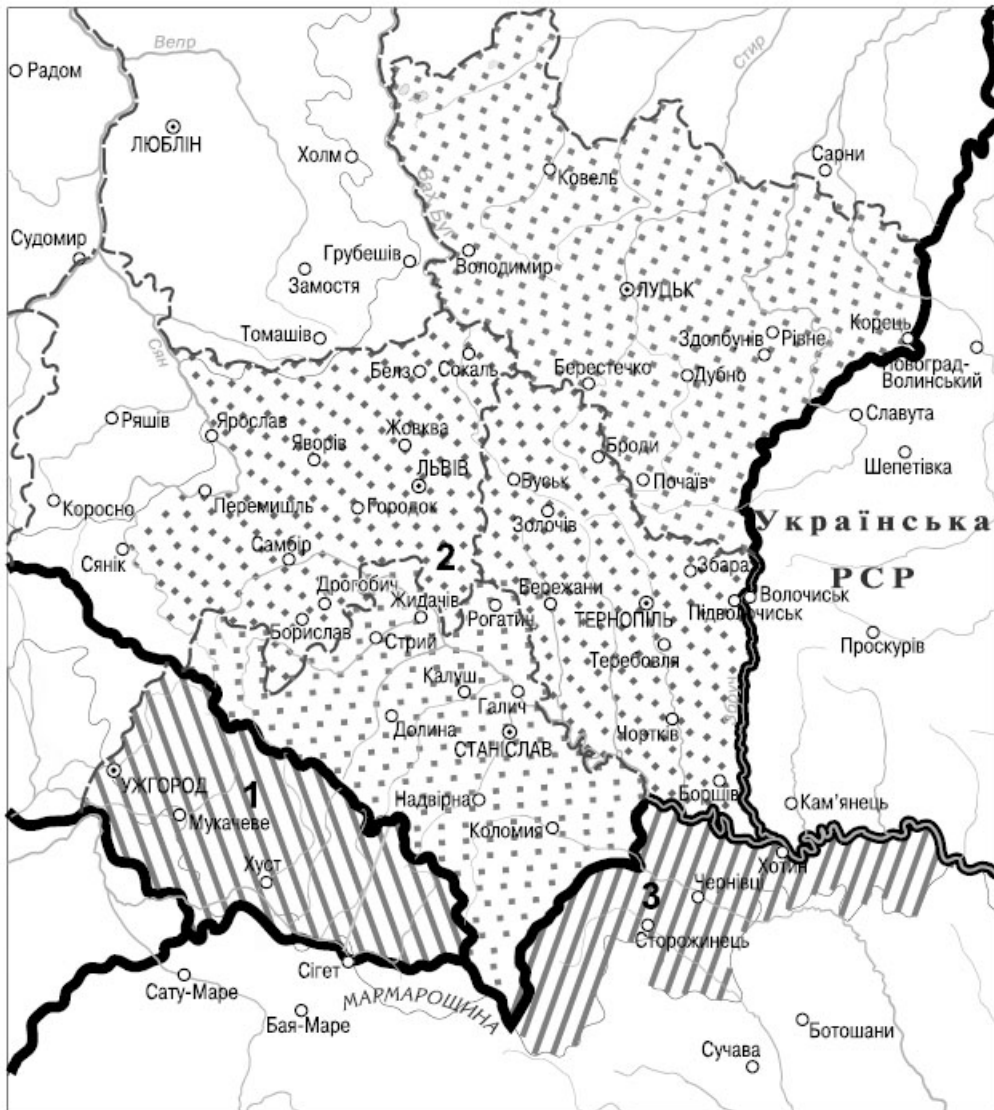 Вепр
Стир
Радом
ЛЮБЛІН
Холм
Сарни
Ковель
Зах. Буг
Судомир
Грубешів
Володимир
Замостя
ЛУЦЬК
Томашів
Сян
Здолбунів
Рівне
Корець
Новоград-
Волинський
Белз
Сокаль
Берестечко
Дубно
Ряшів
Ярослав
Жовква
Славута
Яворів
Броди
Шепетівка
ЛЬВІВ
Буськ
Почаїв
Коросно
Перемишль
Городок
Золочів
Українська
РСР
Сянік
Самбір
2
Збара
Дрогобич
Жидачів
Бережани
Волочиськ
Борислав
Рогатин
ТЕРНОПІЛЬ
Підволочиськ
Стрий
Теребовля
Проскурів
Калуш
Галич
Збруч
Долина
СТАНІСЛАВ
Чортків
УЖГОРОД
1
Мукачеве
Надвірна
Борщів
Кам'янець
Коломия
Хотин
Хуст
Чернівці
3
Сторожинець
Сігет
Сату-Маре
МАРМАРОЩИНА
Бая-Маре
Ботошани
Сучава